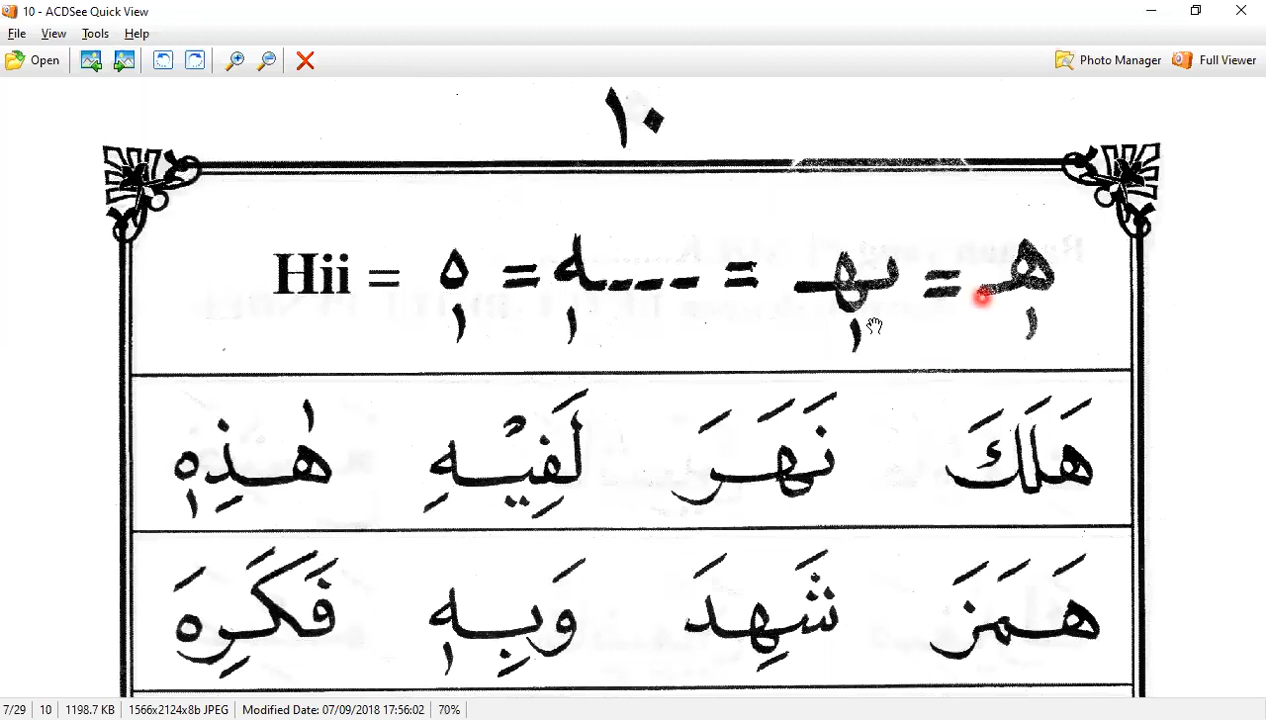 10 - ACDSee Quick View
File View Tools Help
Open Photo Manager Full Viewer
١٠
هـٖ = ـهـٖ = ---ـهٖ = هٖ = Hii
هَلَكَ نَهَرَ لَفِيْهِ هٰذِهٖ
هَمَزَ شَهِدَ وَبِهٖ فَكَرِهَ
7/29 10 1198.7 KB 1566x2124x8b JPEG Modified Date: 07/09/2018 17:56:02 70%